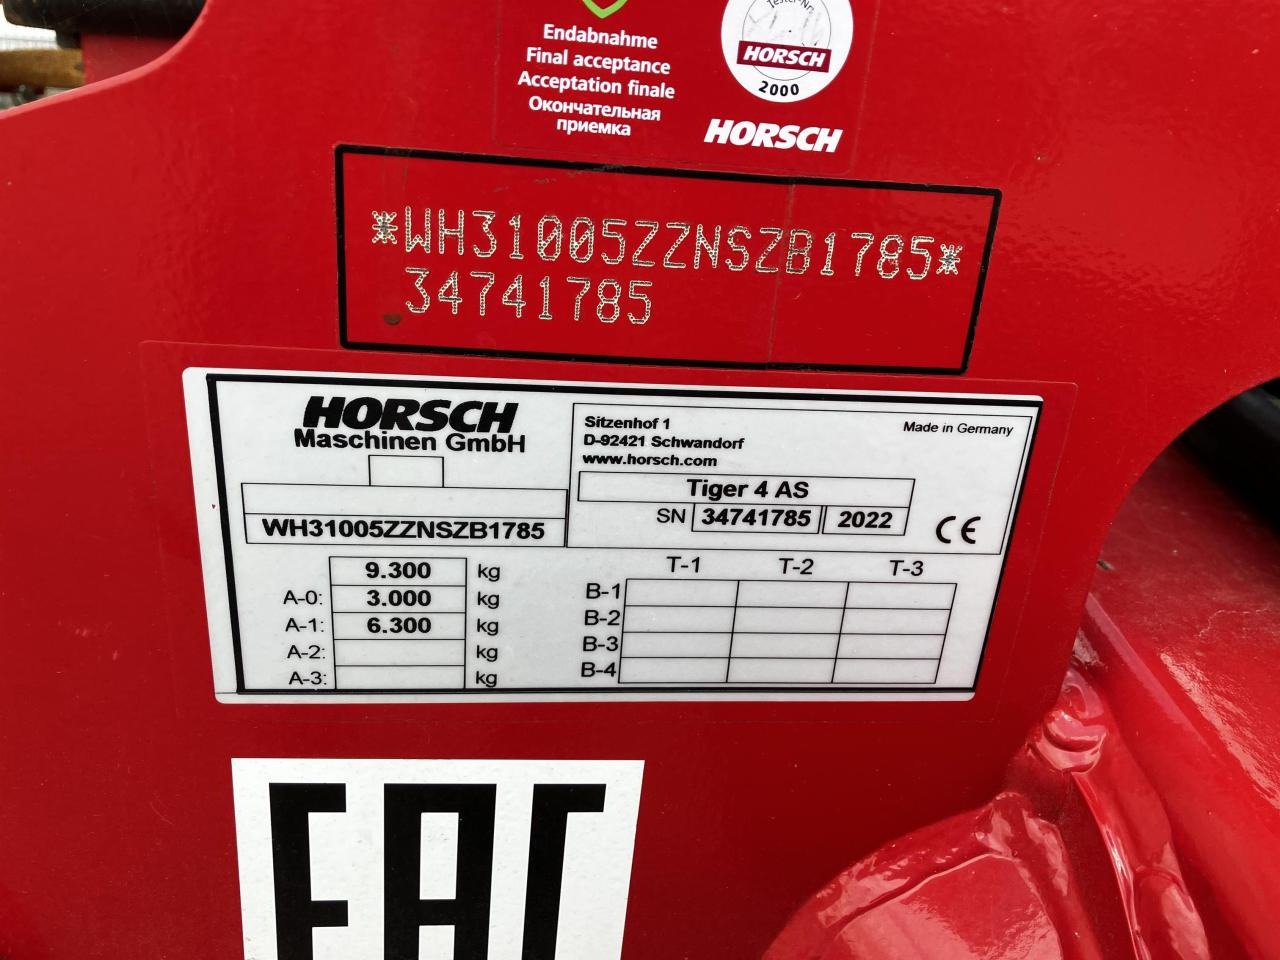 Endabnahme
Final acceptance
Acceptation finale
Окончательная
приемка
Tester-Nr.
HORSCH
2000
HORSCH
*WH31005ZZNSZB1785*
34741785
HORSCH
Maschinen GmbH
Sitzenhof 1
D-92421 Schwandorf
www.horsch.com
Made in Germany
Tiger 4 AS
SN 34741785 2022
CE
WH31005ZZNSZB1785
9.300 kg
A-0: 3.000 kg
A-1: 6.300 kg
A-2: kg
A-3: kg
T-1 T-2 T-3
B-1
B-2
B-3
B-4
EAC